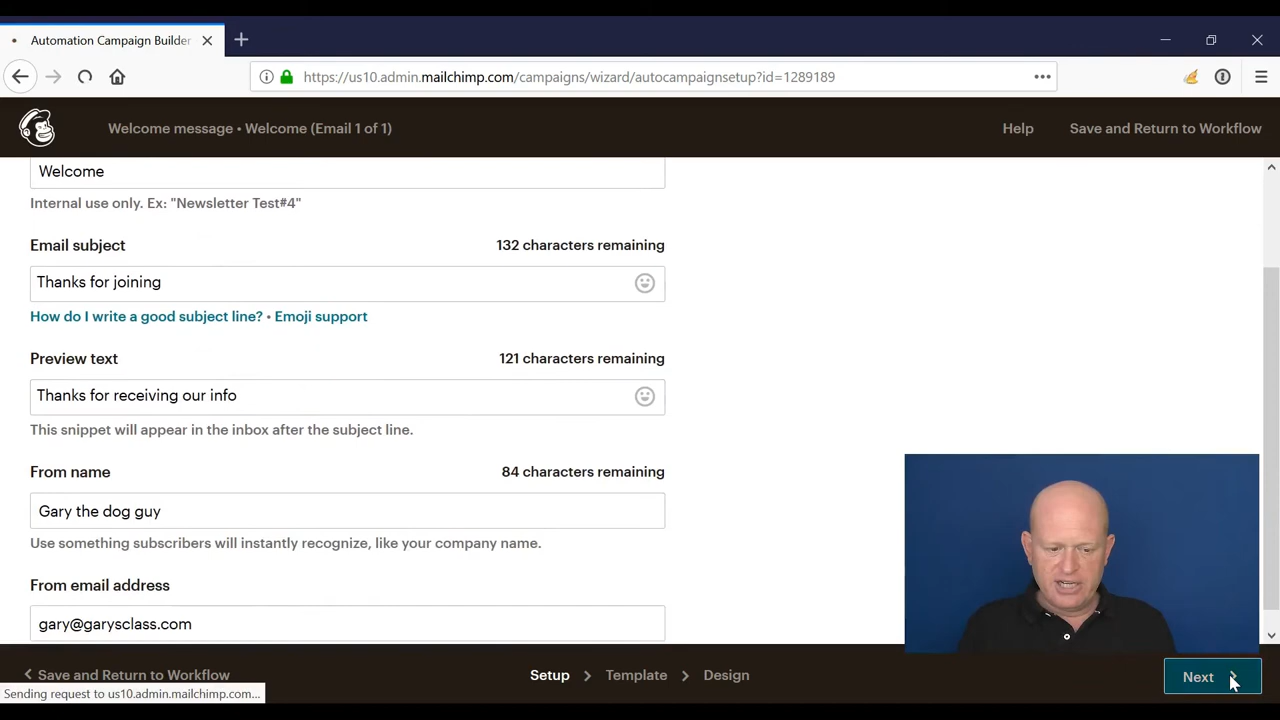 Automation Campaign Builder
https://us10.admin.mailchimp.com/campaigns/wizard/autocampaignsetup?id=1289189
Welcome message • Welcome (Email 1 of 1)
Help
Save and Return to Workflow
Welcome
Internal use only. Ex: "Newsletter Test#4"
Email subject
132 characters remaining
Thanks for joining
How do I write a good subject line? • Emoji support
Preview text
121 characters remaining
Thanks for receiving our info
This snippet will appear in the inbox after the subject line.
From name
84 characters remaining
Gary the dog guy
Use something subscribers will instantly recognize, like your company name.
From email address
gary@garysclass.com
Save and Return to Workflow
Setup
Template
Design
Next
Sending request to us10.admin.mailchimp.com...